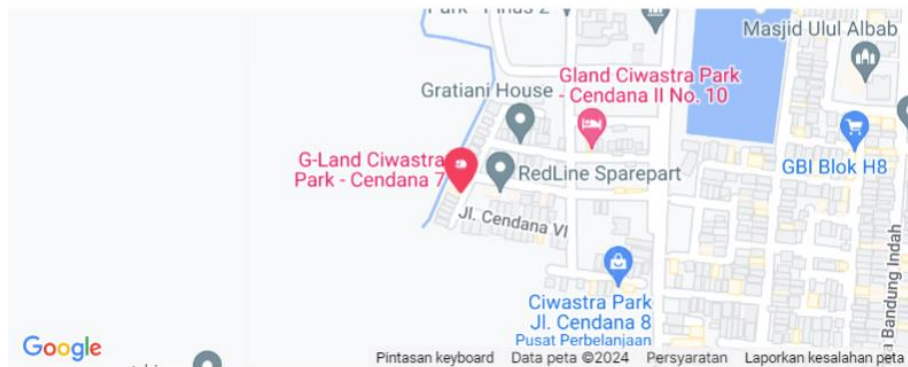 Park - Pinus 2
Masjid Ulul Albab
Gland Ciwastra Park
- Cendana II No. 10
Gratiani House
GBI Blok H8
G-Land Ciwastra
Park - Cendana 7
RedLine Sparepart
Jl. Cendana VI
Ciwastra Park
Jl. Cendana 8
Pusat Perbelanjaan
a Bandung Indah
Google
Pintasan keyboard Data peta ©2024 Persyaratan Laporkan kesalahan peta